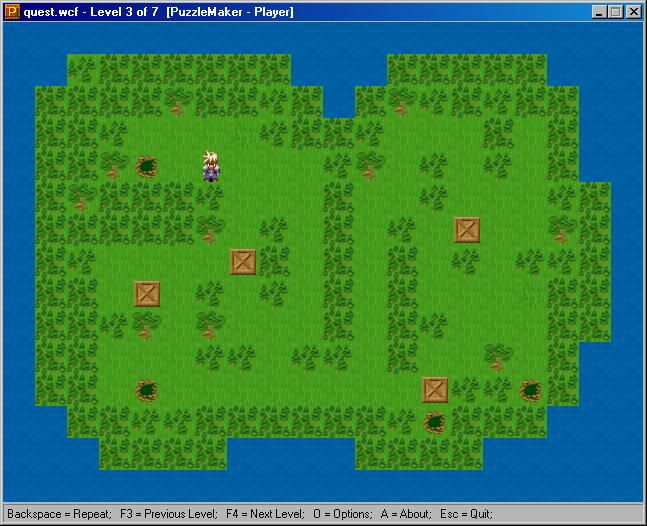 quest.wcf - Level 3 of 7  [PuzzleMaker - Player]
Backspace = Repeat;  F3 = Previous Level;  F4 = Next Level;  O = Options;  A = About;  Esc = Quit;